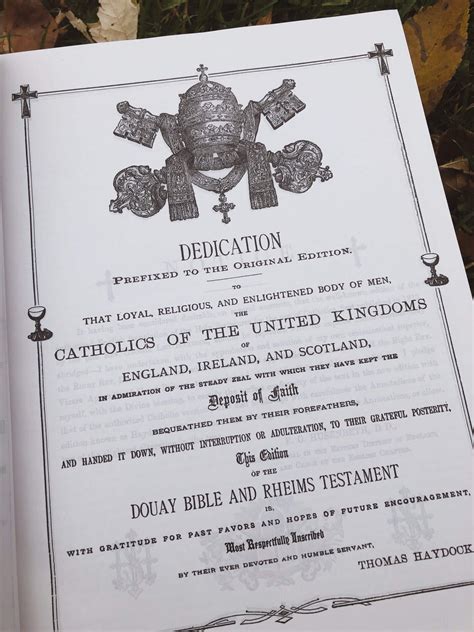 DEDICATION
PREFIXED TO THE ORIGINAL EDITION.
TO
THAT LOYAL, RELIGIOUS, AND ENLIGHTENED BODY OF MEN,
THE
CATHOLICS OF THE UNITED KINGDOMS
OF
ENGLAND, IRELAND, AND SCOTLAND,
IN ADMIRATION OF THE STEADY ZEAL WITH WHICH THEY HAVE KEPT THE
Deposit of Faith
BEQUEATHED THEM BY THEIR FOREFATHERS,
AND HANDED IT DOWN, WITHOUT INTERRUPTION OR ADULTERATION, TO THEIR GRATEFUL POSTERITY,
This Edition
OF THE
DOUAY BIBLE AND RHEIMS TESTAMENT
IS,
WITH GRATITUDE FOR PAST FAVORS AND HOPES OF FUTURE ENCOURAGEMENT,
Most Respectfully Inscribed
BY THEIR EVER DEVOTED AND HUMBLE SERVANT,
THOMAS HAYDOCK.